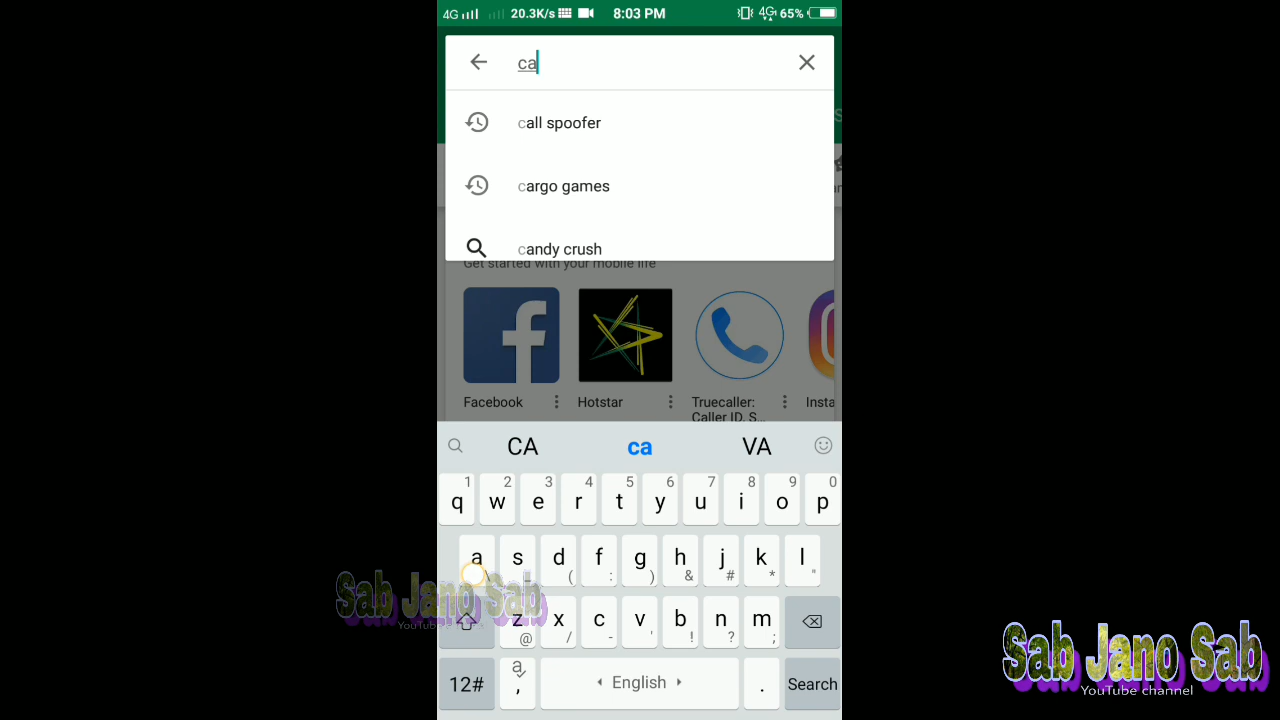 4G 20.3K/s 8:03 PM 4G 65%
ca
call spoofer
cargo games
candy crush
Get started with your mobile life
Facebook
Hotstar
Truecaller:
Caller ID, S...
Insta
CA ca VA
1 2 3 4 5 6 7 8 9 0
q w e r t y u i o p
a s d f g h j k l
\ _ ( : ) & # * "
z x c v b n m
@ / - ' ! ? ;
12# , English . Search
Sab Jano Sab
YouTube channel
Sab Jano Sab
YouTube channel